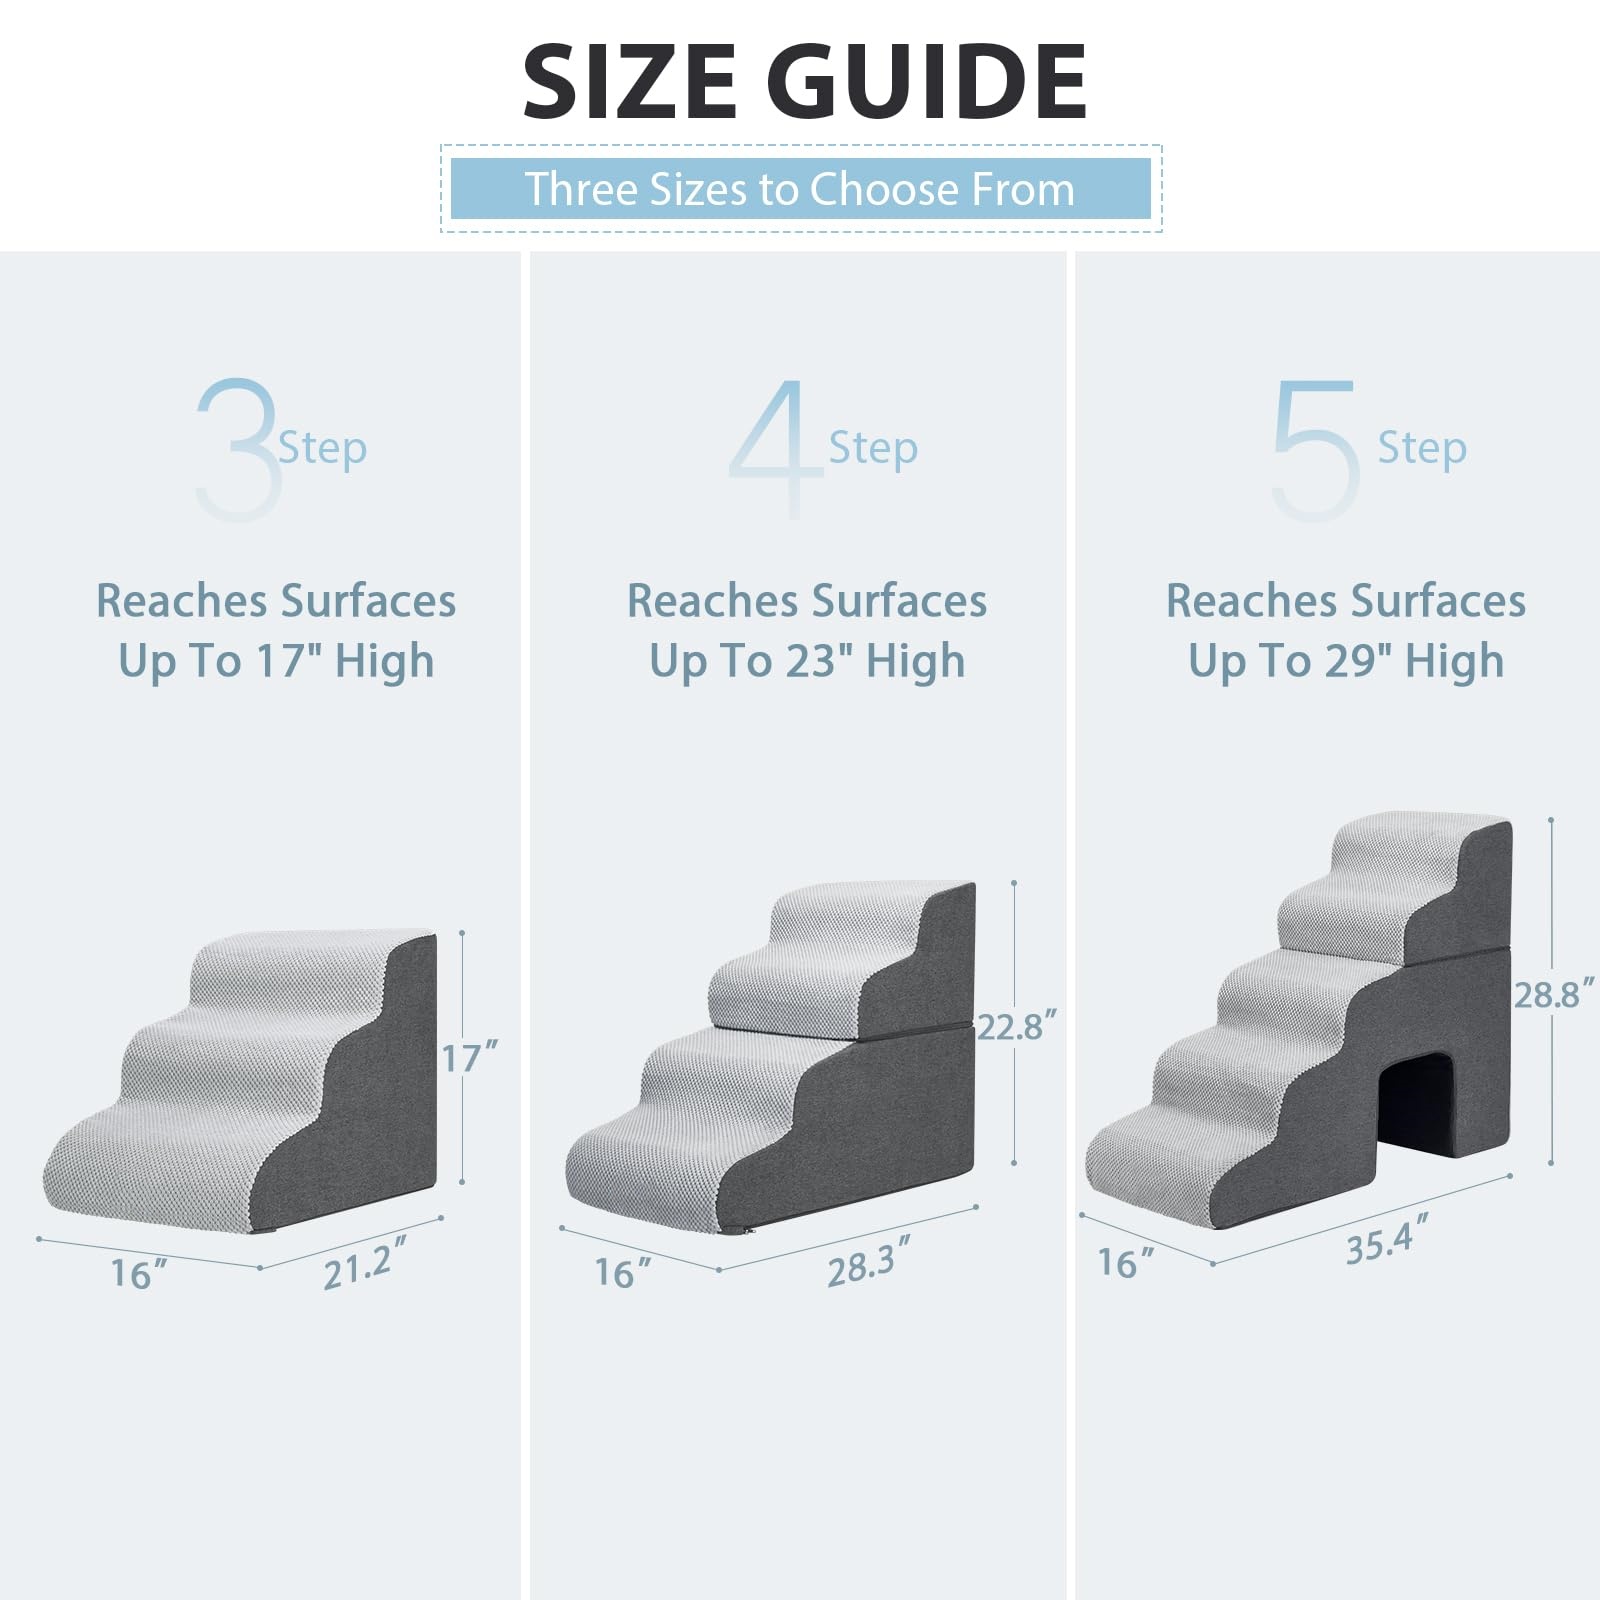 SIZE GUIDE
Three Sizes to Choose From
3 Step
Reaches Surfaces
Up To 17" High
17"
16"
21.2"
4 Step
Reaches Surfaces
Up To 23" High
22.8"
16"
28.3"
5 Step
Reaches Surfaces
Up To 29" High
28.8"
16"
35.4"